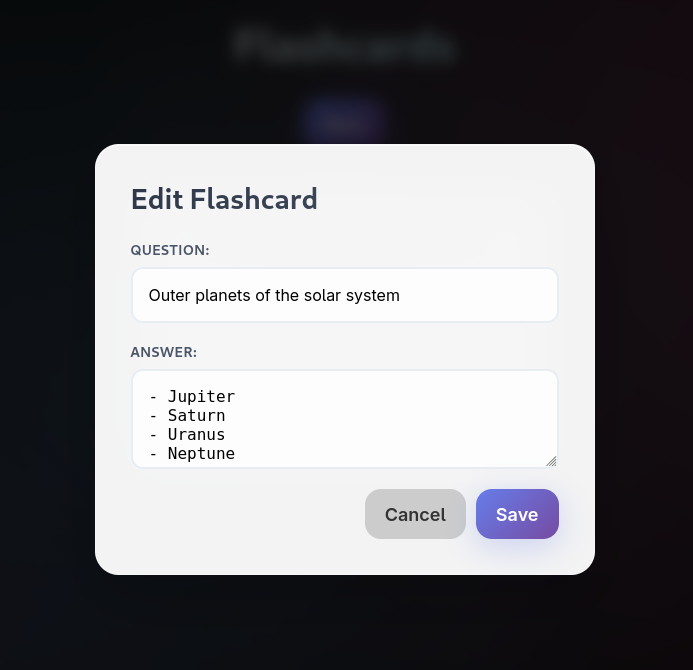 Flashcards
Edit Flashcard
QUESTION:
Outer planets of the solar system
ANSWER:
- Jupiter
- Saturn
- Uranus
- Neptune
Cancel
Save